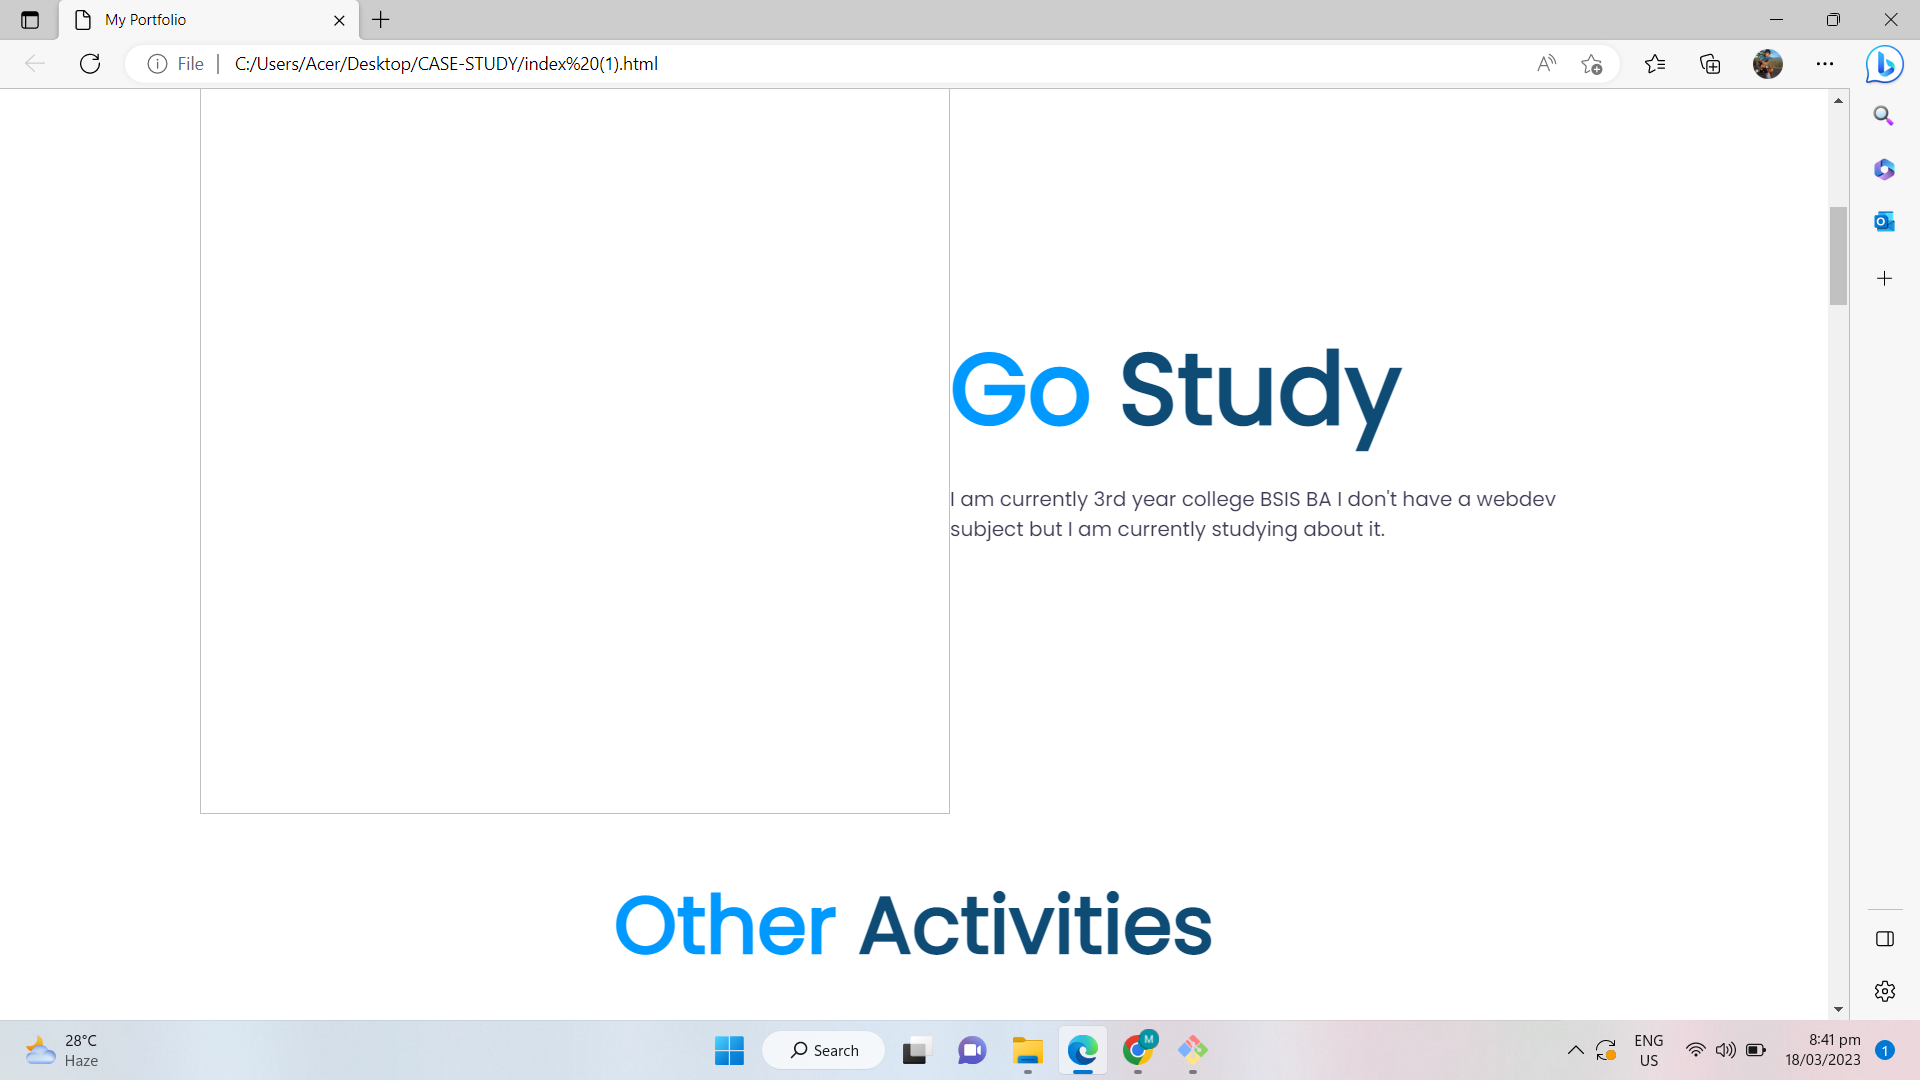 My Portfolio
File
C:/Users/Acer/Desktop/CASE-STUDY/index%20(1).html
Go Study
I am currently 3rd year college BSIS BA I don't have a webdev
subject but I am currently studying about it.
Other Activities
28°C
Haze
Search
M
ENG
US
8:41 pm
18/03/2023
1